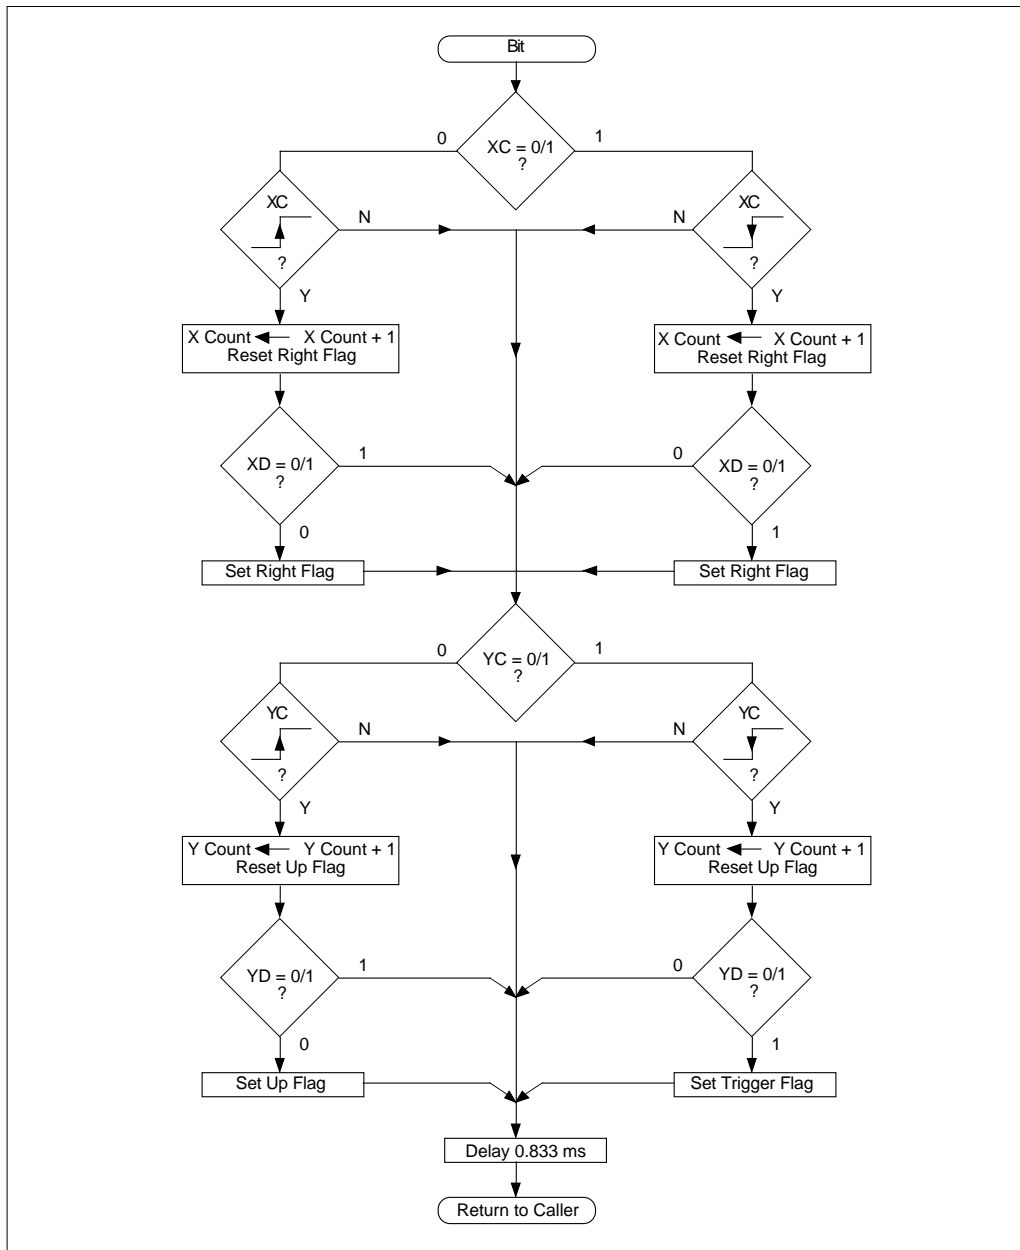 Bit
0
XC = 0/1
?
1
XC
?
N
N
XC
?
Y
Y
X Count X Count + 1
Reset Right Flag
X Count X Count + 1
Reset Right Flag
XD = 0/1
?
1
0
XD = 0/1
?
0
1
Set Right Flag
Set Right Flag
0
YC = 0/1
?
1
YC
?
N
N
YC
?
Y
Y
Y Count Y Count + 1
Reset Up Flag
Y Count Y Count + 1
Reset Up Flag
YD = 0/1
?
1
0
YD = 0/1
?
0
1
Set Up Flag
Set Trigger Flag
Delay 0.833 ms
Return to Caller